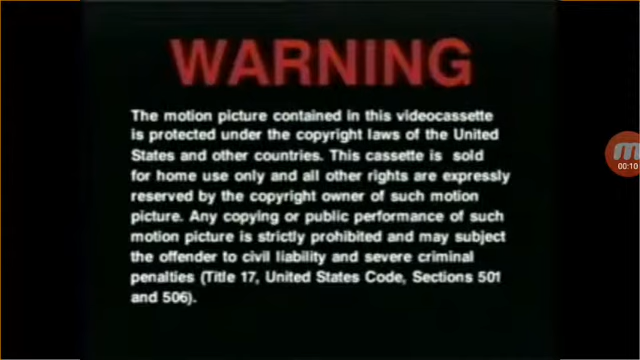 WARNING
The motion picture contained in this videocassette
is protected under the copyright laws of the United
States and other countries. This cassette is sold
for home use only and all other rights are expressly
reserved by the copyright owner of such motion
picture. Any copying or public performance of such
motion picture is strictly prohibited and may subject
the offender to civil liability and severe criminal
penalties (Title 17, United States Code, Sections 501
and 506).
00:10